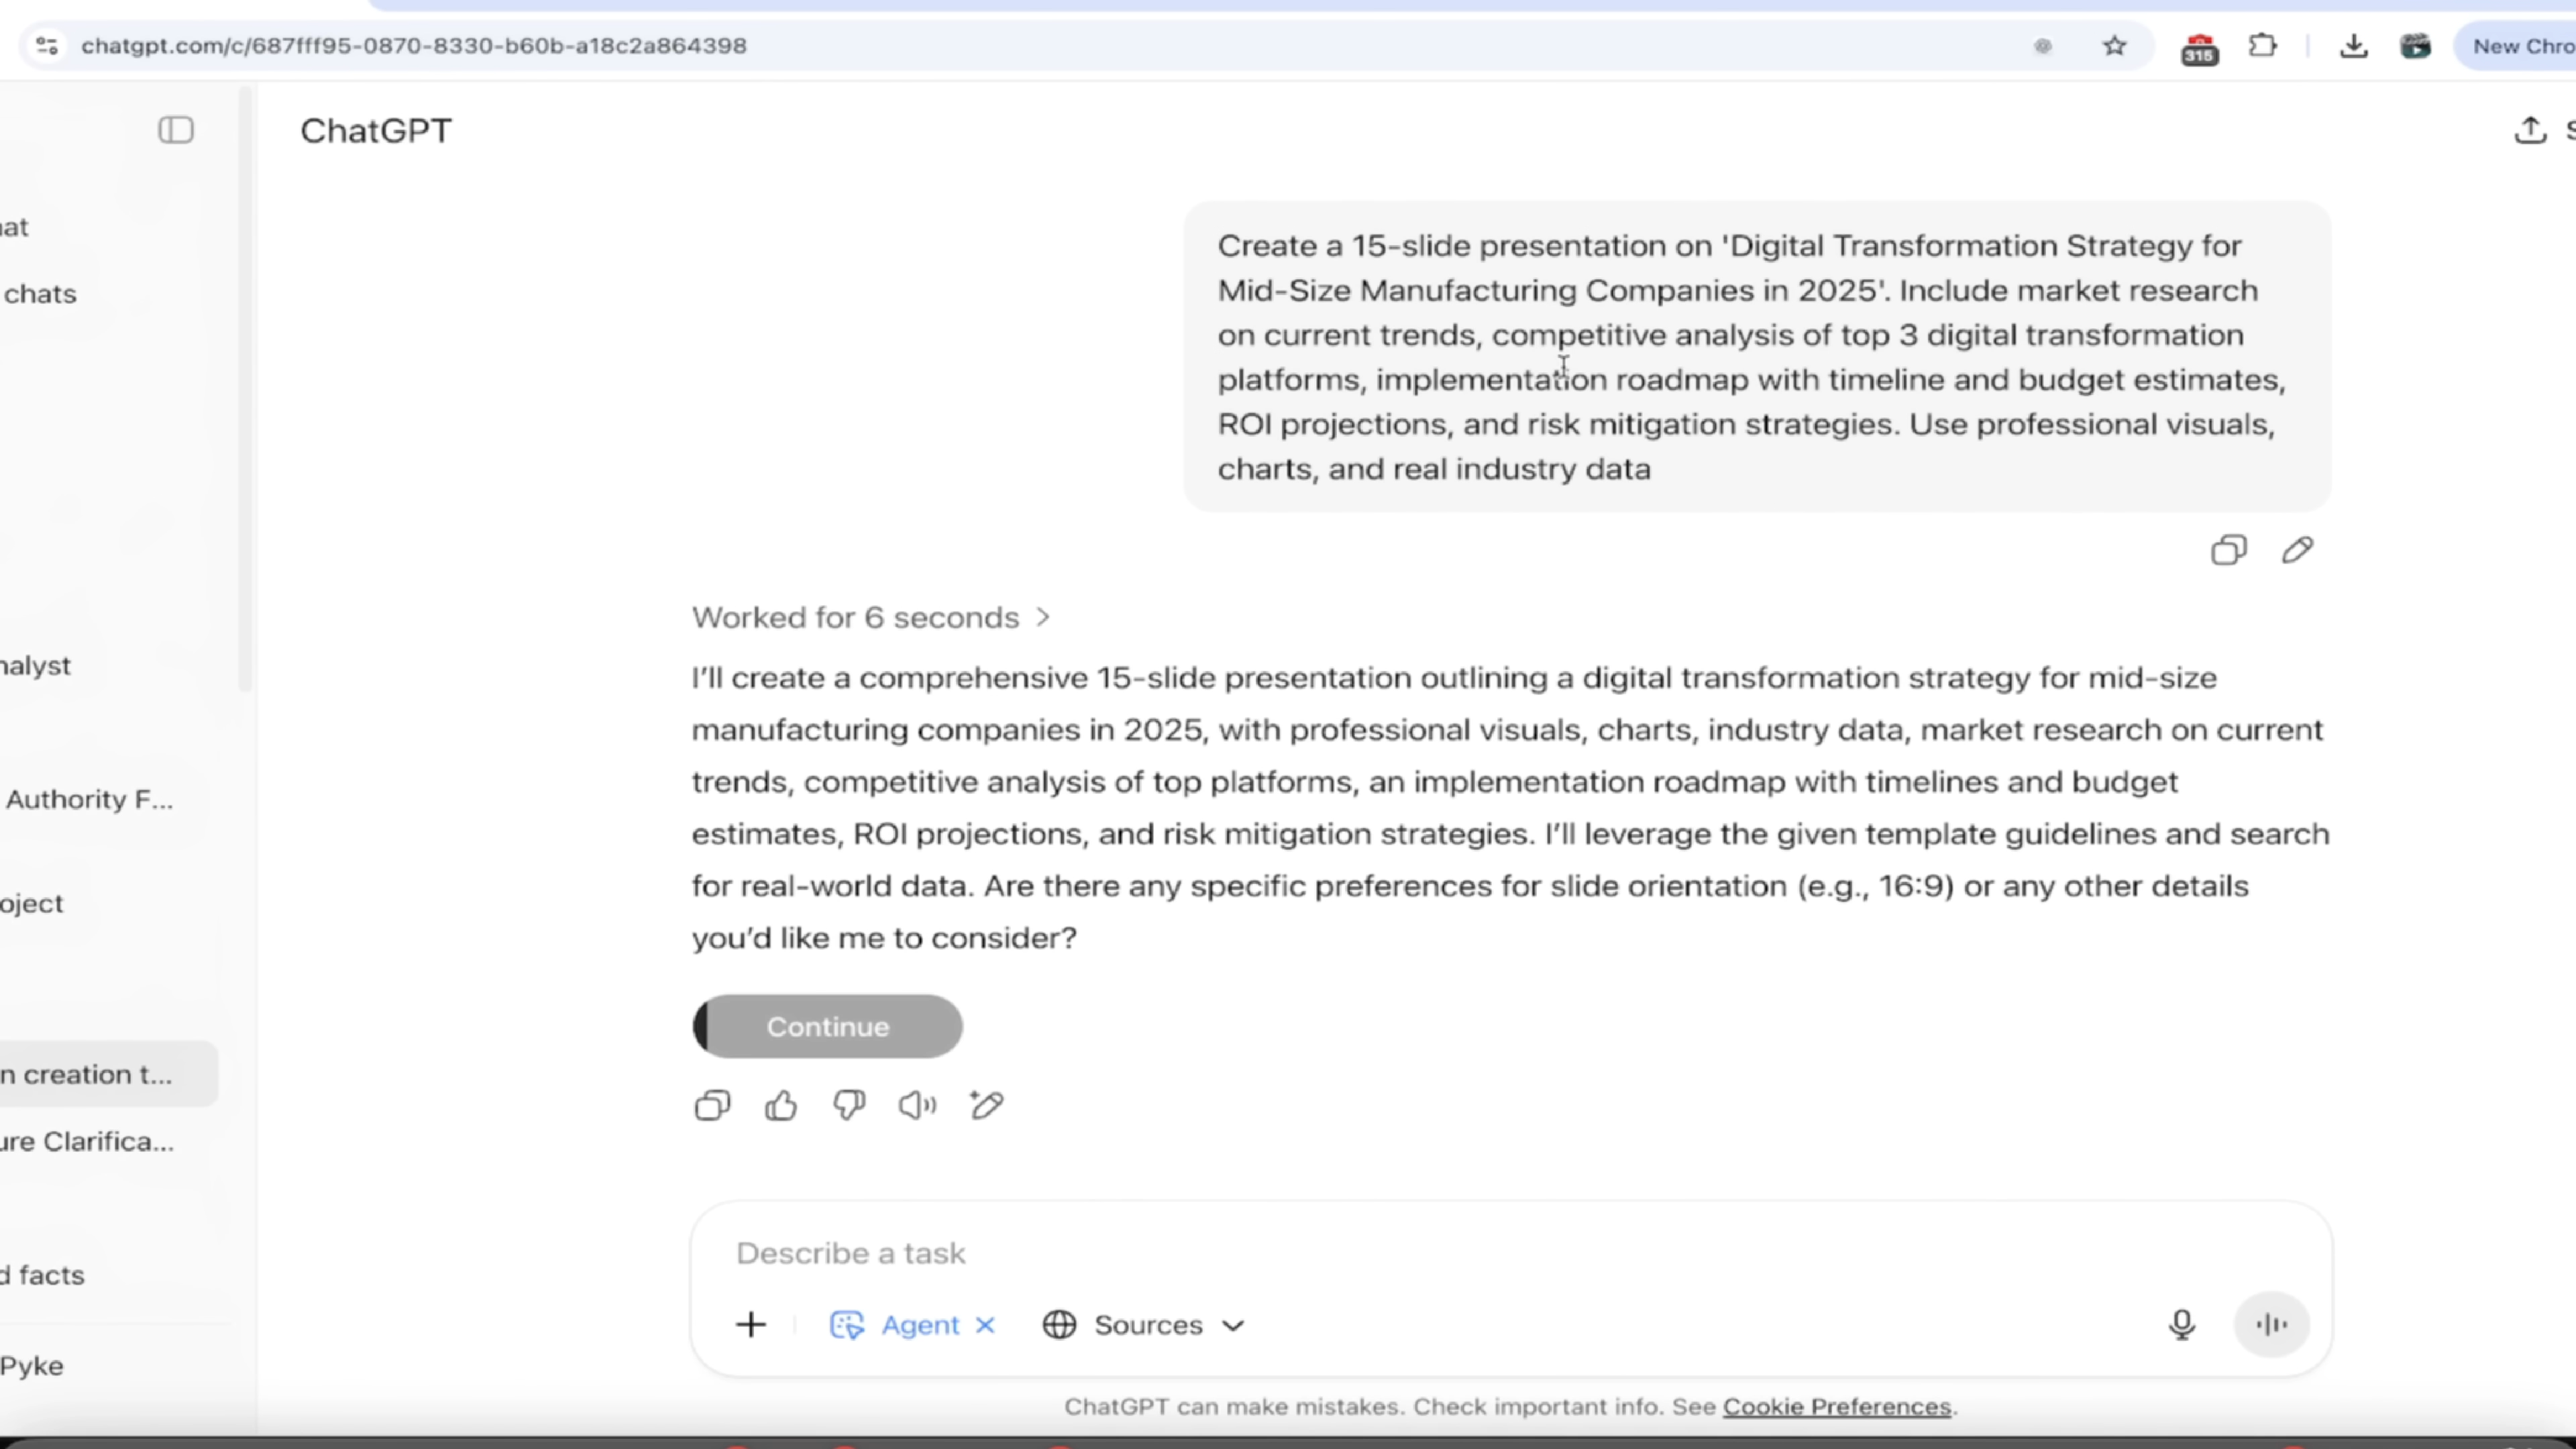 chatgpt.com/c/687fff95-0870-8330-b60b-a18c2a864398
315
New Chro
ChatGPT
S
at
chats
nalyst
Authority F...
oject
n creation t...
ure Clarifica...
d facts
Pyke
Create a 15-slide presentation on 'Digital Transformation Strategy for
Mid-Size Manufacturing Companies in 2025'. Include market research
on current trends, competitive analysis of top 3 digital transformation
platforms, implementation roadmap with timeline and budget estimates,
ROI projections, and risk mitigation strategies. Use professional visuals,
charts, and real industry data
Worked for 6 seconds >
I’ll create a comprehensive 15-slide presentation outlining a digital transformation strategy for mid-size
manufacturing companies in 2025, with professional visuals, charts, industry data, market research on current
trends, competitive analysis of top platforms, an implementation roadmap with timelines and budget
estimates, ROI projections, and risk mitigation strategies. I’ll leverage the given template guidelines and search
for real-world data. Are there any specific preferences for slide orientation (e.g., 16:9) or any other details
you’d like me to consider?
Continue
Describe a task
Agent
Sources
ChatGPT can make mistakes. Check important info. See Cookie Preferences.